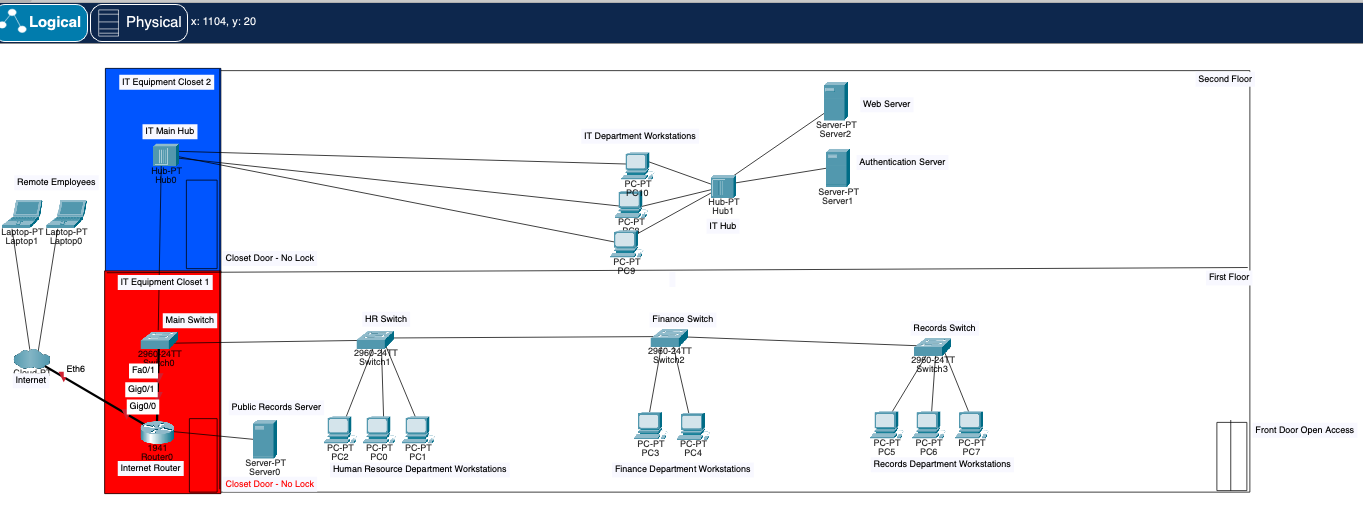 Logical
Physical
x: 1104, y: 20
IT Equipment Closet 2
Second Floor
Web Server
IT Main Hub
Server-PT
Server2
IT Department Workstations
Hub-PT
Hub0
Authentication Server
PC-PT
PC10
Remote Employees
Server-PT
Server1
Hub-PT
Hub1
PC-PT
IT Hub
Laptop-PT
Laptop1
Laptop-PT
Laptop0
PC-PT
PC9
Closet Door - No Lock
IT Equipment Closet 1
First Floor
Main Switch
HR Switch
Finance Switch
Records Switch
2960-24TT
Switch0
2960-24TT
Switch1
2960-24TT
Switch2
2960-24TT
Switch3
Fa0/1
Eth6
Internet
Gig0/1
Gig0/0
Public Records Server
Front Door Open Access
1941
Router0
Internet Router
Server-PT
Server0
PC-PT
PC2
PC-PT
PC0
PC-PT
PC1
PC-PT
PC3
PC-PT
PC4
PC-PT
PC5
PC-PT
PC6
PC-PT
PC7
Human Resource Department Workstations
Finance Department Workstations
Records Department Workstations
Closet Door - No Lock